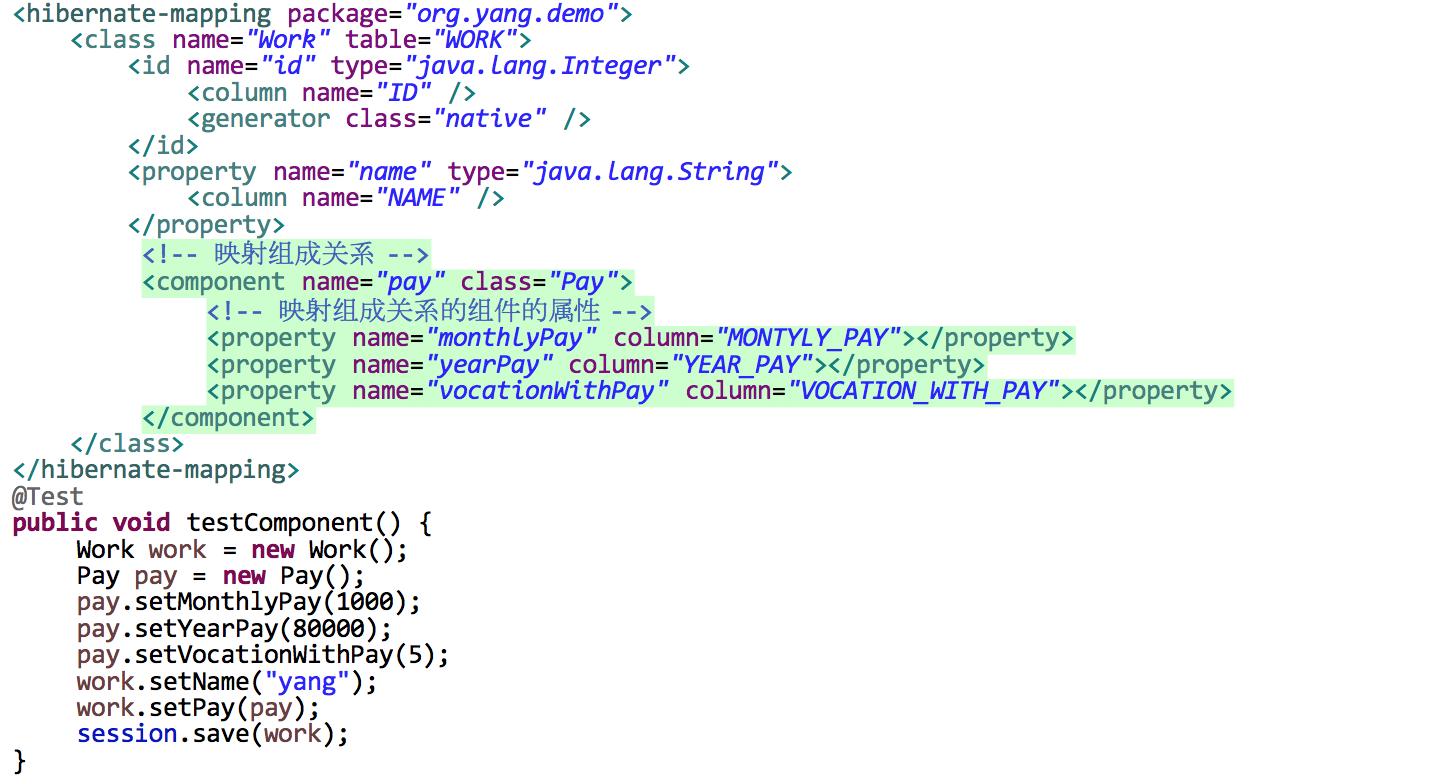 <hibernate-mapping package="org.yang.demo">
<class name="Work" table="WORK">
<id name="id" type="java.lang.Integer">
<column name="ID" />
<generator class="native" />
</id>
<property name="name" type="java.lang.String">
<column name="NAME" />
</property>
<!-- 映射组成关系 -->
<component name="pay" class="Pay">
<!-- 映射组成关系的组件的属性 -->
<property name="monthlyPay" column="MONTYLY_PAY"></property>
<property name="yearPay" column="YEAR_PAY"></property>
<property name="vocationWithPay" column="VOCATION_WITH_PAY"></property>
</component>
</class>
</hibernate-mapping>
@Test
public void testComponent() {
Work work = new Work();
Pay pay = new Pay();
pay.setMonthlyPay(1000);
pay.setYearPay(80000);
pay.setVocationWithPay(5);
work.setName("yang");
work.setPay(pay);
session.save(work);
}